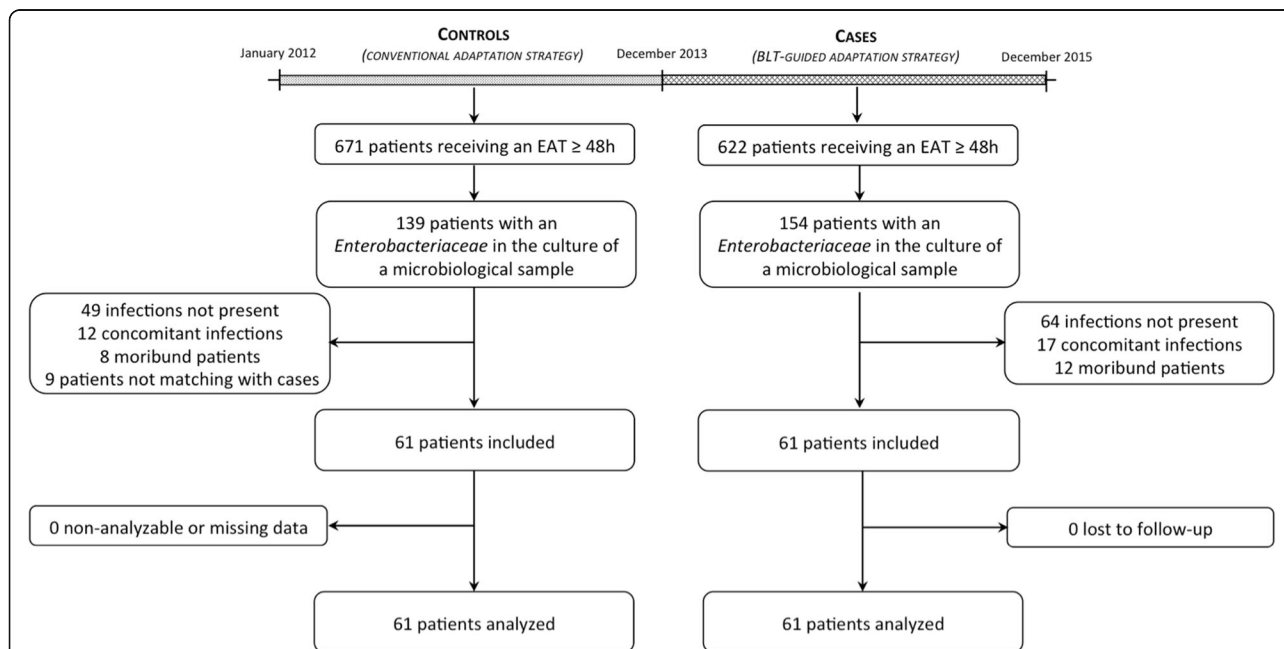 CONTROLS
CASES
January 2012
(CONVENTIONAL ADAPTATION STRATEGY)
December 2013
(BLT-GUIDED ADAPTATION STRATEGY)
December 2015
671 patients receiving an EAT ≥ 48h
622 patients receiving an EAT ≥ 48h
139 patients with an
Enterobacteriaceae in the culture of
a microbiological sample
154 patients with an
Enterobacteriaceae in the culture of
a microbiological sample
49 infections not present
12 concomitant infections
8 moribund patients
9 patients not matching with cases
64 infections not present
17 concomitant infections
12 moribund patients
61 patients included
61 patients included
0 non-analyzable or missing data
0 lost to follow-up
61 patients analyzed
61 patients analyzed